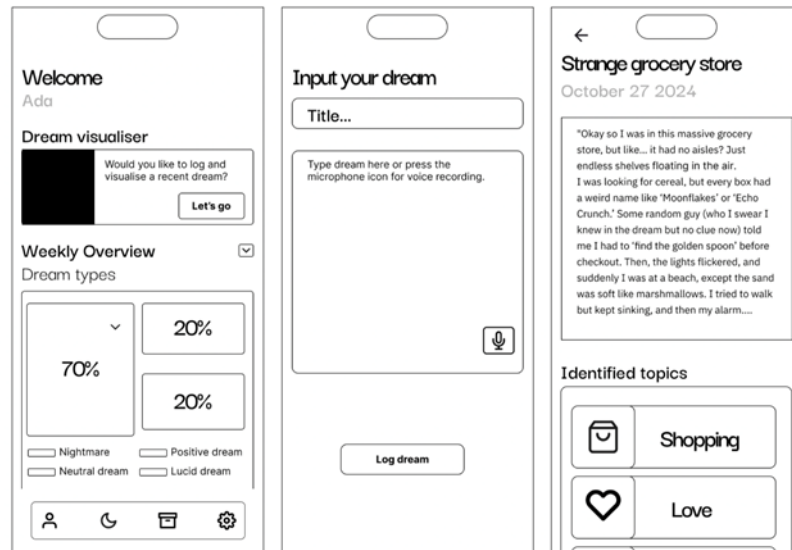 Welcome
Ada
Dream visualiser
Would you like to log and
visualise a recent dream?
Let's go
Weekly Overview
Dream types
70%
20%
20%
Nightmare
Positive dream
Neutral dream
Lucid dream
Input your dream
Title...
Type dream here or press the
microphone icon for voice recording.
Log dream
Strange grocery store
October 27 2024
"Okay so I was in this massive grocery
store, but like... it had no aisles? Just
endless shelves floating in the air.
I was looking for cereal, but every box had
a weird name like 'Moonflakes' or 'Echo
Crunch.' Some random guy (who I swear I
knew in the dream but no clue now) told
me I had to 'find the golden spoon' before
checkout. Then, the lights flickered, and
suddenly I was at a beach, except the sand
was soft like marshmallows. I tried to walk
but kept sinking, and then my alarm....
Identified topics
Shopping
Love